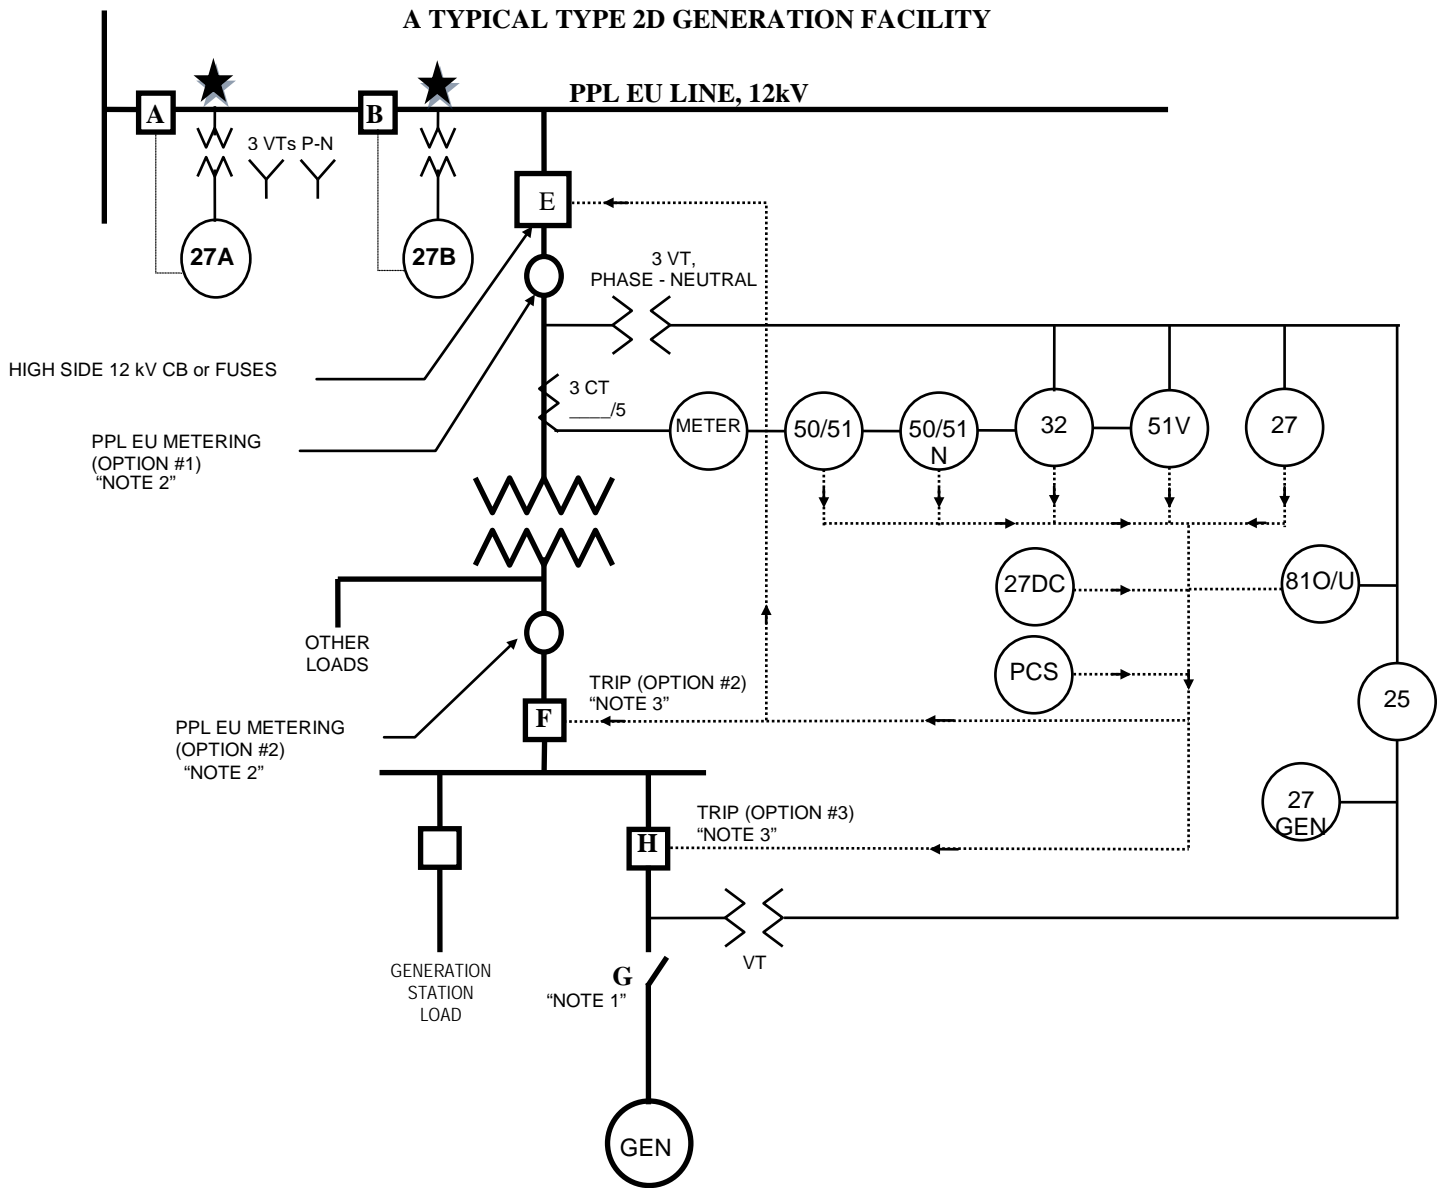 A TYPICAL TYPE 2D GENERATION FACILITY
PPL EU LINE, 12kV
A
B
3 VTs P-N
E
27A
27B
3 VT,
PHASE - NEUTRAL
HIGH SIDE 12 kV CB or FUSES
3 CT
____/5
METER
50/51
50/51
N
32
51V
27
PPL EU METERING
(OPTION #1)
“NOTE 2”
27DC
81O/U
OTHER
LOADS
PCS
TRIP (OPTION #2)
“NOTE 3”
25
F
PPL EU METERING
(OPTION #2)
“NOTE 2”
27
GEN
TRIP (OPTION #3)
“NOTE 3”
H
VT
GENERATION
STATION
LOAD
G
“NOTE 1”
GEN